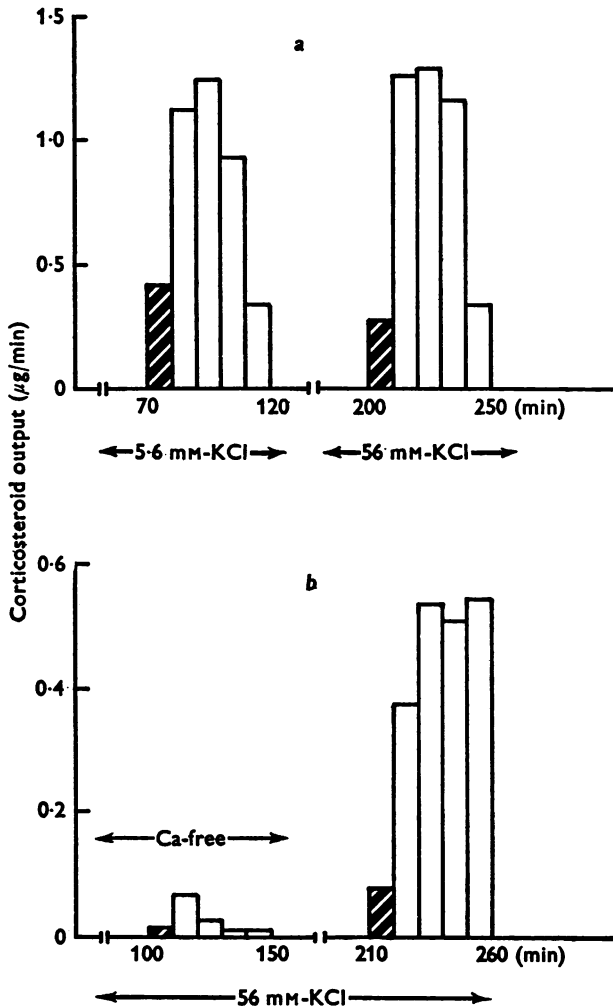 1·5
a
1·0
0·5
0
70 120 200 250 (min)
5·6 mM-KCl 56 mM-KCl
Corticosteroid output (μg/min)
0·6
b
0·4
0·2
Ca-free
0
100 150 210 260 (min)
56 mM-KCl